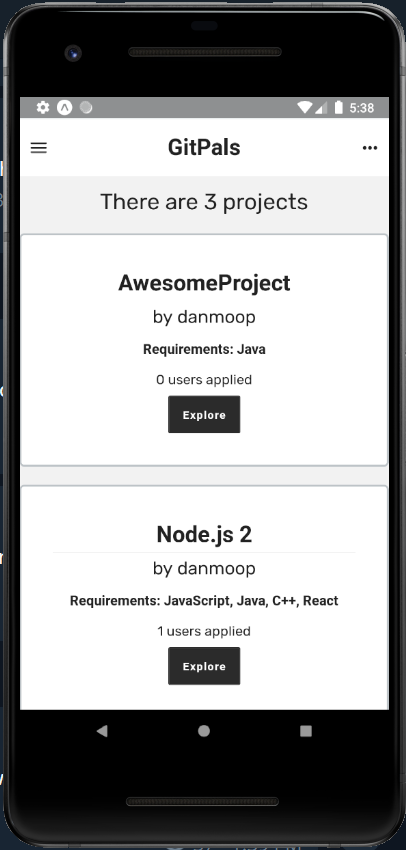 5:38
GitPals
There are 3 projects
AwesomeProject
by danmoop
Requirements: Java
0 users applied
Explore
Node.js 2
by danmoop
Requirements: JavaScript, Java, C++, React
1 users applied
Explore